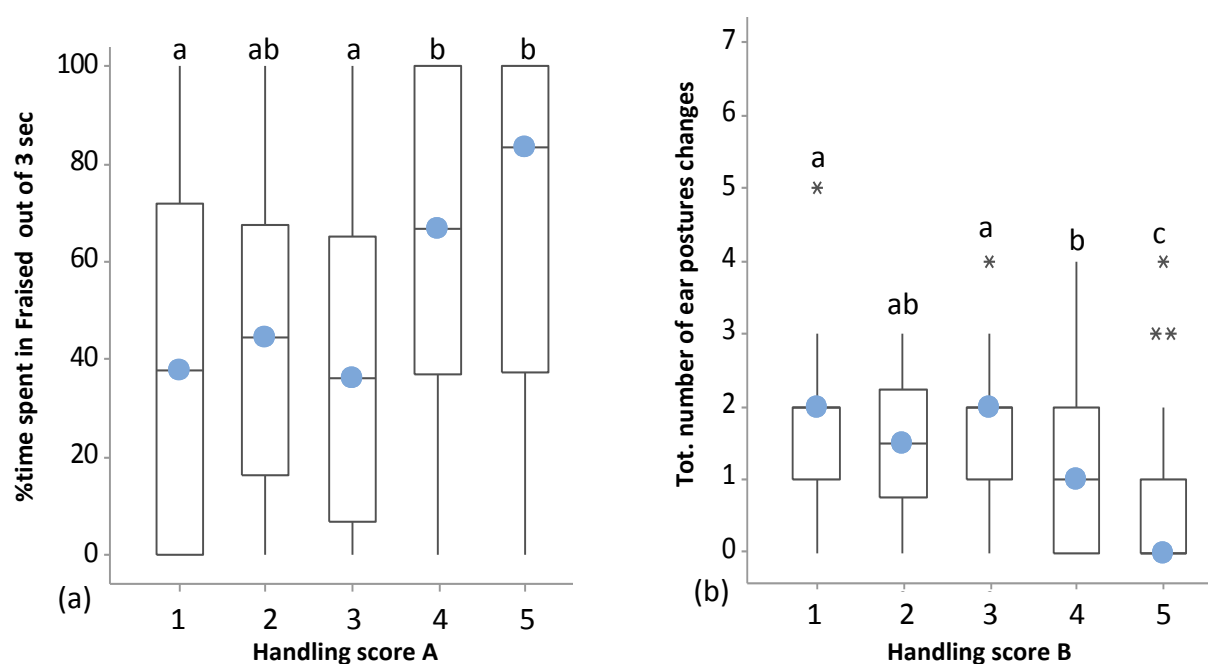 a ab a b b
100
80
60
40
20
0
%time spent in Fraised out of 3 sec
(a)
1 2 3 4 5
Handling score A
7
6
5
4
3
2
1
0
Tot. number of ear postures changes
a
*
ab
a
*
b
c
*
**
(b)
1 2 3 4 5
Handling score B